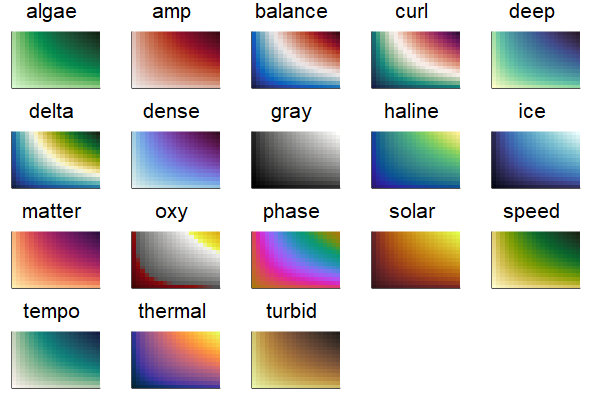 algae amp balance curl deep
delta dense gray haline ice
matter oxy phase solar speed
tempo thermal turbid